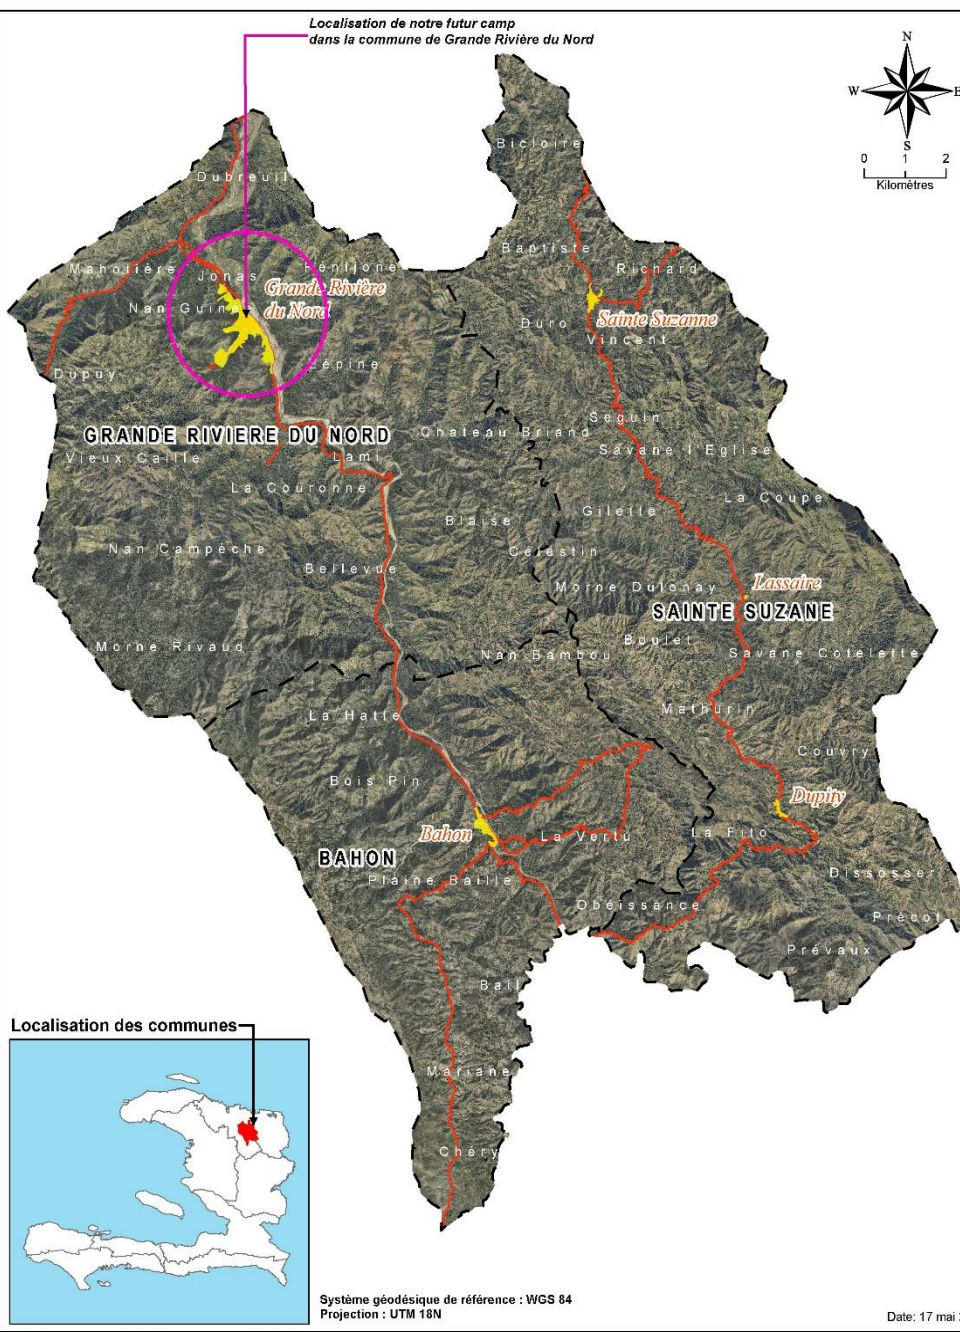 Localisation de notre futur camp
dans la commune de Grande Rivière du Nord
N
W
E
S
0 1 2
Kilomètres
Bicloire
Dubreuil
Baptiste
Mahotière
Jonas
Richard
Grande Rivière
du Nord
Nan Guine
Sainte Suzanne
Duro
Vincent
Dupuy
Seguin
GRANDE RIVIERE DU NORD
Chateau Briand
Vieux Caille
Lami
Savane l Eglise
La Couronne
La Coupe
Blaise
Gilette
Nan Campêche
Célestin
Bellevue
Morne Dulonay
Lassaire
SAINTE SUZANE
Boulet
Morne Rivaud
Nan Bambou
Savane Cotelette
Mathurin
La Hatte
Couvry
Bois Pin
Dupity
Bahon
La Vertu
La Fito
BAHON
Plaine Baille
Dissosser
Obéissance
Précot
Prévaux
Bail
Localisation des communes
Mariane
Chéry
Système géodésique de référence : WGS 84
Projection : UTM 18N
Date: 17 mai